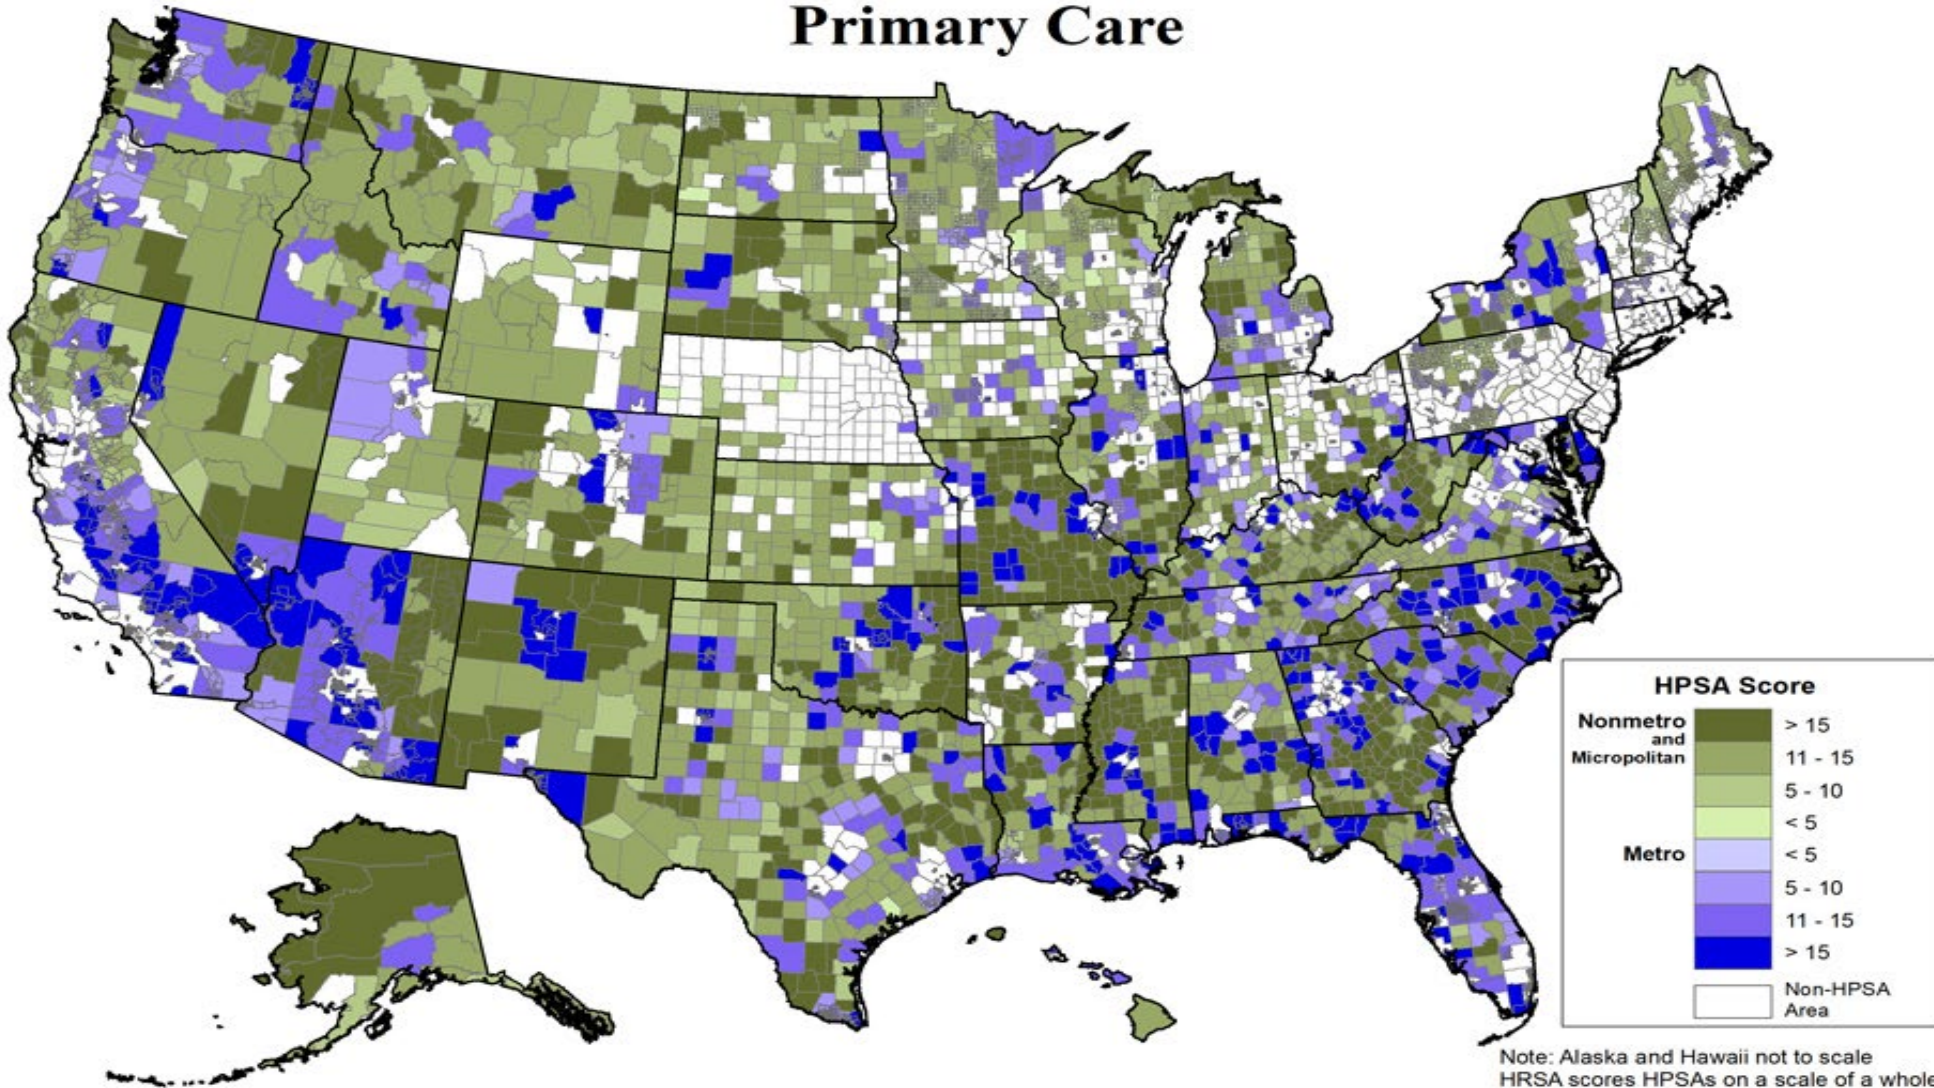 Primary Care
HPSA Score
Nonmetro
and
Micropolitan
> 15
11 - 15
5 - 10
< 5
Metro
< 5
5 - 10
11 - 15
> 15
Non-HPSA
Area
Note: Alaska and Hawaii not to scale
HRSA scores HPSAs on a scale of a whole